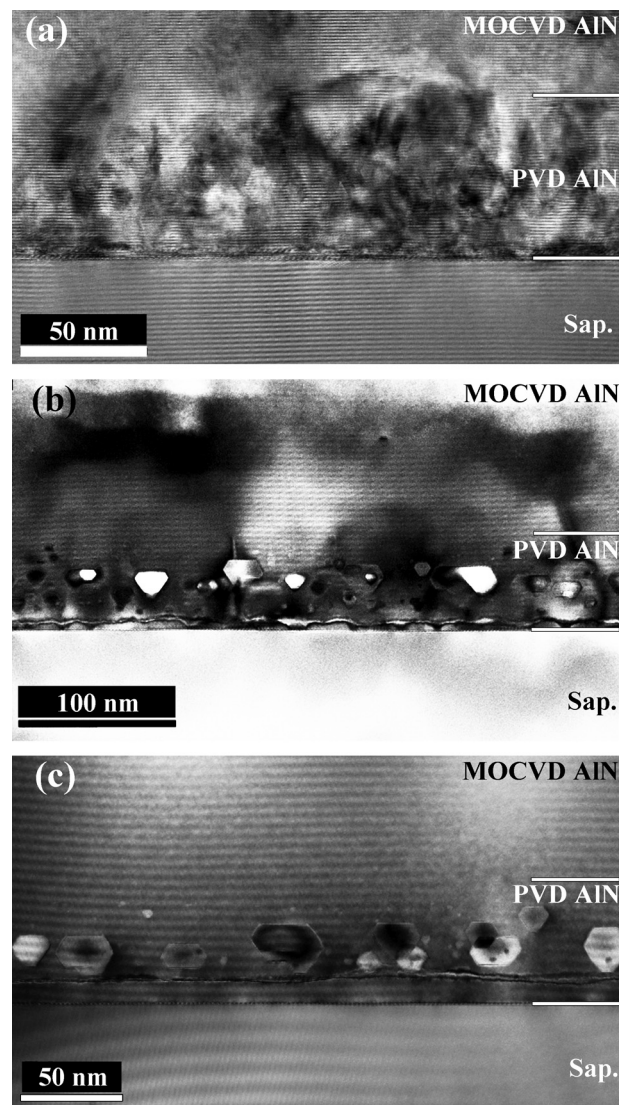 (a)
MOCVD AlN
PVD AlN
Sap.
50 nm
(b)
MOCVD AlN
PVD AlN
100 nm
Sap.
(c)
MOCVD AlN
PVD AlN
50 nm
Sap.